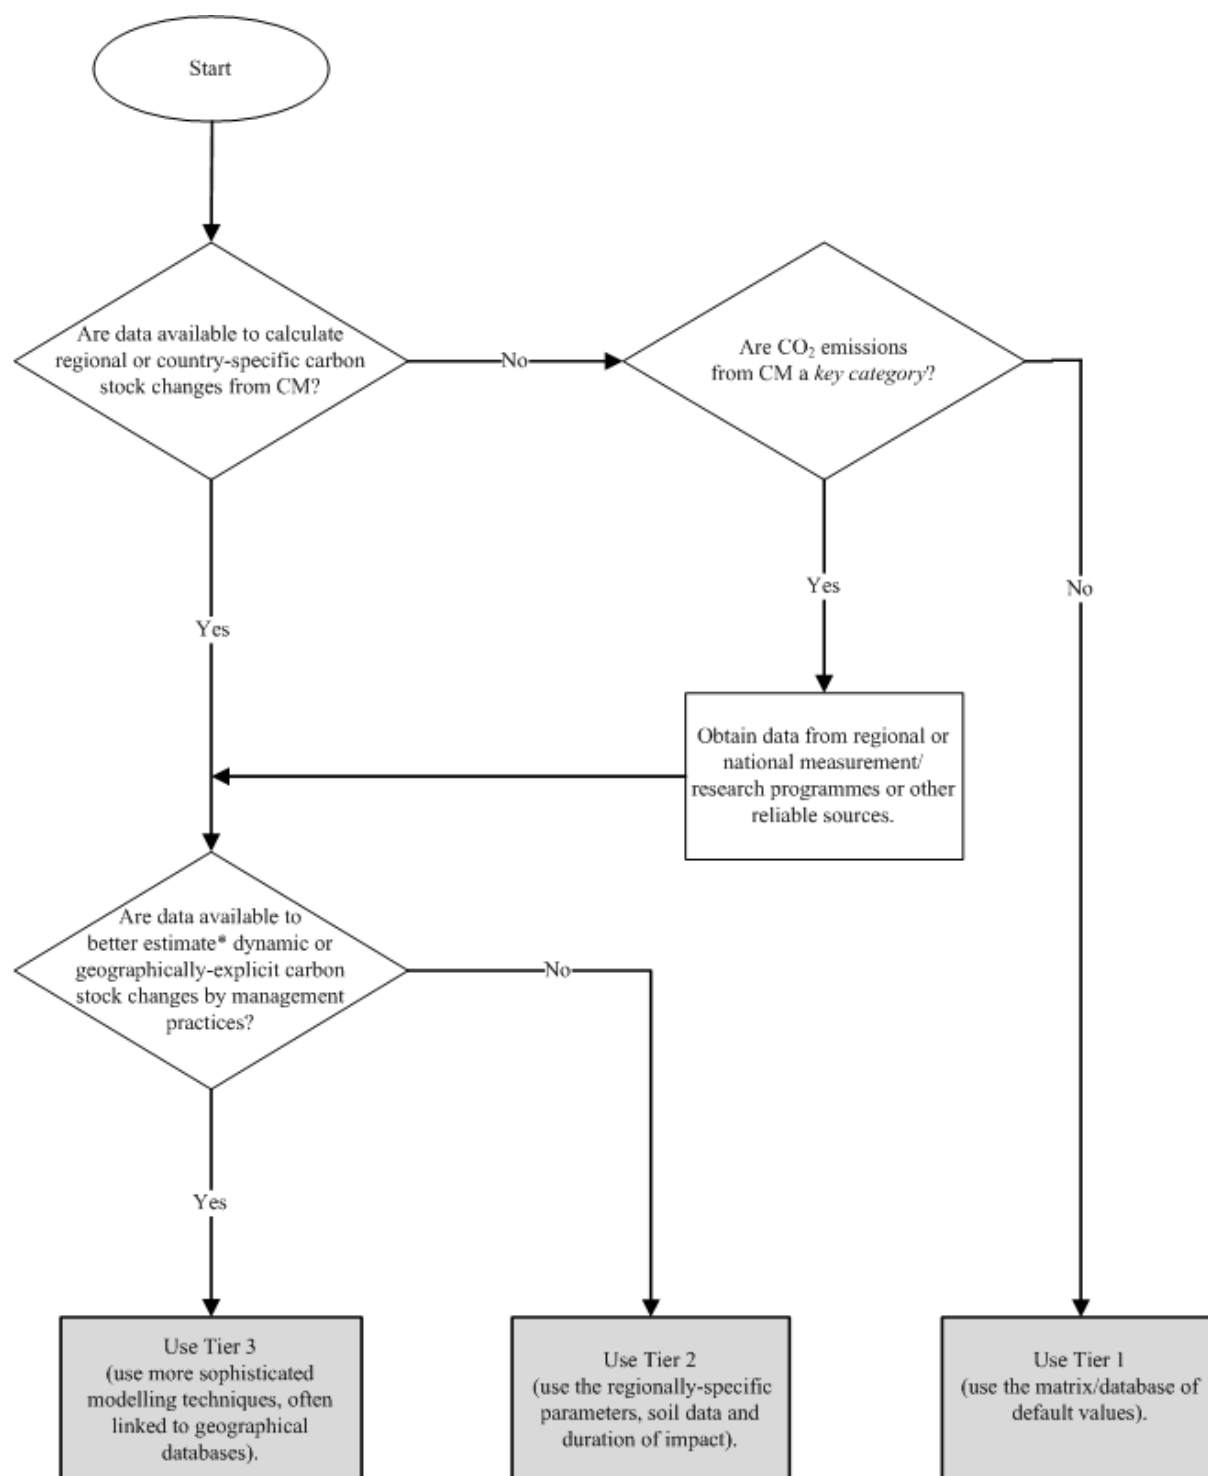 Start
Are data available to calculate
regional or country-specific carbon
stock changes from CM?
No
Are CO₂ emissions
from CM a key category?
Yes
No
Yes
Obtain data from regional or
national measurement/
research programmes or other
reliable sources.
Are data available to
better estimate* dynamic or
geographically-explicit carbon
stock changes by management
practices?
No
Yes
Use Tier 3
(use more sophisticated
modelling techniques, often
linked to geographical
databases).
Use Tier 2
(use the regionally-specific
parameters, soil data and
duration of impact).
Use Tier 1
(use the matrix/database of
default values).